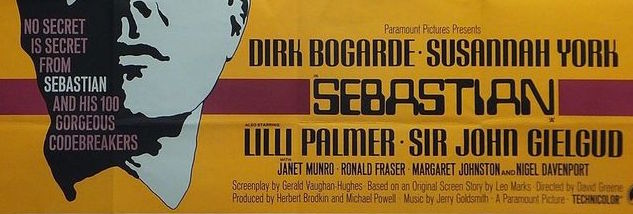 NO SECRET
IS SECRET
FROM
SEBASTIAN
AND HIS 100
GORGEOUS
CODEBREAKERS
Paramount Pictures Presents
DIRK BOGARDE · SUSANNAH YORK
IN
SEBASTIAN
ALSO STARRING
LILLI PALMER · SIR JOHN GIELGUD
WITH
JANET MUNRO · RONALD FRASER · MARGARET JOHNSTON AND NIGEL DAVENPORT
Screenplay by Gerald Vaughan-Hughes · Based on an Original Screen Story by Leo Marks · Directed by David Greene
Produced by Herbert Brodkin and Michael Powell · Music by Jerry Goldsmith · A Paramount Picture · TECHNICOLOR